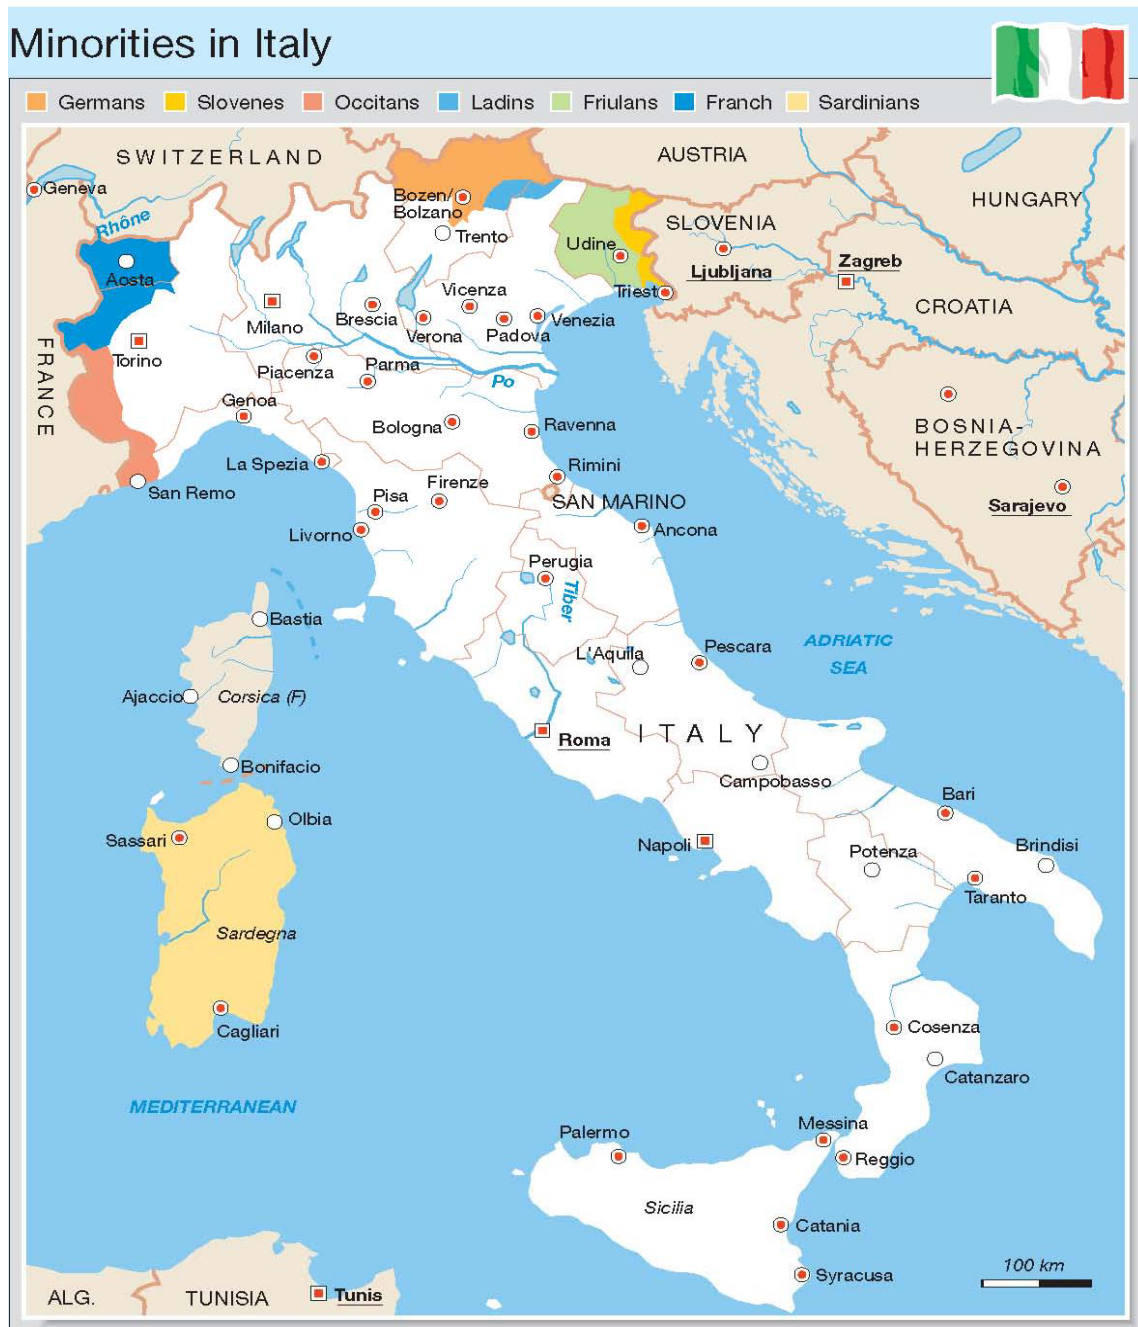 Minorities in Italy
Germans Slovenes Occitans Ladins Friulans Franch Sardinians
SWITZERLAND
AUSTRIA
HUNGARY
Geneva
Rhône
Bozen/
Bolzano
Trento
SLOVENIA
Udine
Ljubljana
Zagreb
Aosta
Triest
CROATIA
Milano
Brescia
Vicenza
Verona
Padova
Venezia
FRANCE
Torino
Piacenza
Parma
Po
Genoa
Bologna
Ravenna
BOSNIA-
HERZEGOVINA
La Spezia
Rimini
San Remo
Pisa
Firenze
SAN MARINO
Sarajevo
Livorno
Ancona
Perugia
Tiber
Bastia
ADRIATIC
SEA
L'Aquila
Pescara
Ajaccio
Corsica (F)
Roma
ITALY
Bonifacio
Campobasso
Olbia
Bari
Sassari
Napoli
Potenza
Brindisi
Taranto
Sardegna
Cagliari
Cosenza
Catanzaro
MEDITERRANEAN
Messina
Palermo
Reggio
Sicilia
Catania
Syracusa
100 km
ALG.
TUNISIA
Tunis